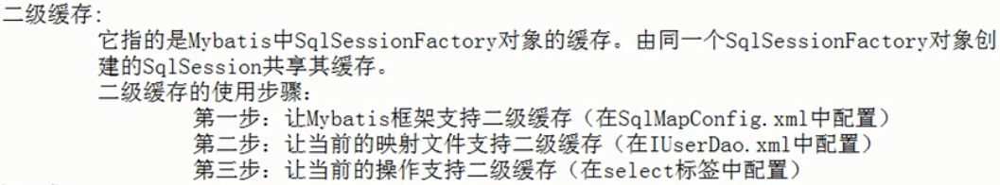 二级缓存:
它指的是Mybatis中SqlSessionFactory对象的缓存。由同一个SqlSessionFactory对象创
建的SqlSession共享其缓存。
二级缓存的使用步骤:
第一步：让Mybatis框架支持二级缓存（在SqlMapConfig.xml中配置）
第二步：让当前的映射文件支持二级缓存（在IUserDao.xml中配置）
第三步：让当前的操作支持二级缓存（在select标签中配置）